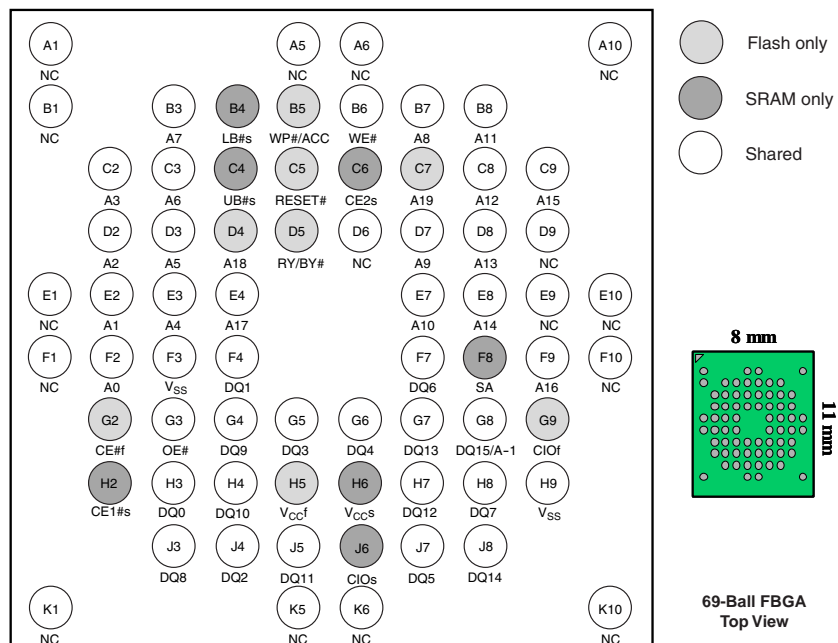 A1 A5 A6 A10 Flash only
NC NC NC NC
B1 B3 B4 B5 B6 B7 B8 SRAM only
NC A7 LB#s WP#/ACC WE# A8 A11
C2 C3 C4 C5 C6 C7 C8 C9 Shared
A3 A6 UB#s RESET# CE2s A19 A12 A15
D2 D3 D4 D5 D6 D7 D8 D9
A2 A5 A18 RY/BY# NC A9 A13 NC
E1 E2 E3 E4 E7 E8 E9 E10
NC A1 A4 A17 A10 A14 NC NC
8 mm
F1 F2 F3 F4 F7 F8 F9 F10
NC A0 VSS DQ1 DQ6 SA A16 NC
11 mm
G2 G3 G4 G5 G6 G7 G8 G9
CE#f OE# DQ9 DQ3 DQ4 DQ13 DQ15/A-1 CIOf
H2 H3 H4 H5 H6 H7 H8 H9
CE1#s DQ0 DQ10 VCCf VCCs DQ12 DQ7 VSS
J3 J4 J5 J6 J7 J8
DQ8 DQ2 DQ11 CIOs DQ5 DQ14
K1 K5 K6 K10
NC NC NC NC
69-Ball FBGA
Top View